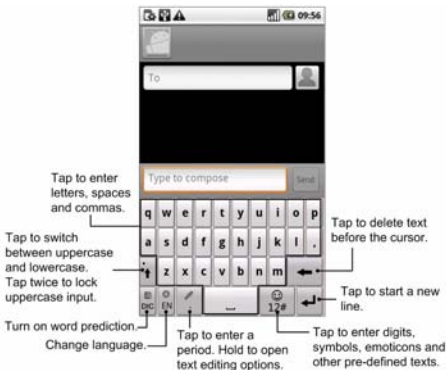 09:56
To
Type to compose
Send
Tap to enter
letters, spaces
and commas.
q w e r t y u i o p
a s d f g h j k l .
z x c v b n m
DIC EN 12#
Tap to switch
between uppercase
and lowercase.
Tap twice to lock
uppercase input.
Turn on word prediction.
Change language.
Tap to enter a
period. Hold to open
text editing options.
Tap to delete text
before the cursor.
Tap to start a new
line.
Tap to enter digits,
symbols, emoticons and
other pre-defined texts.